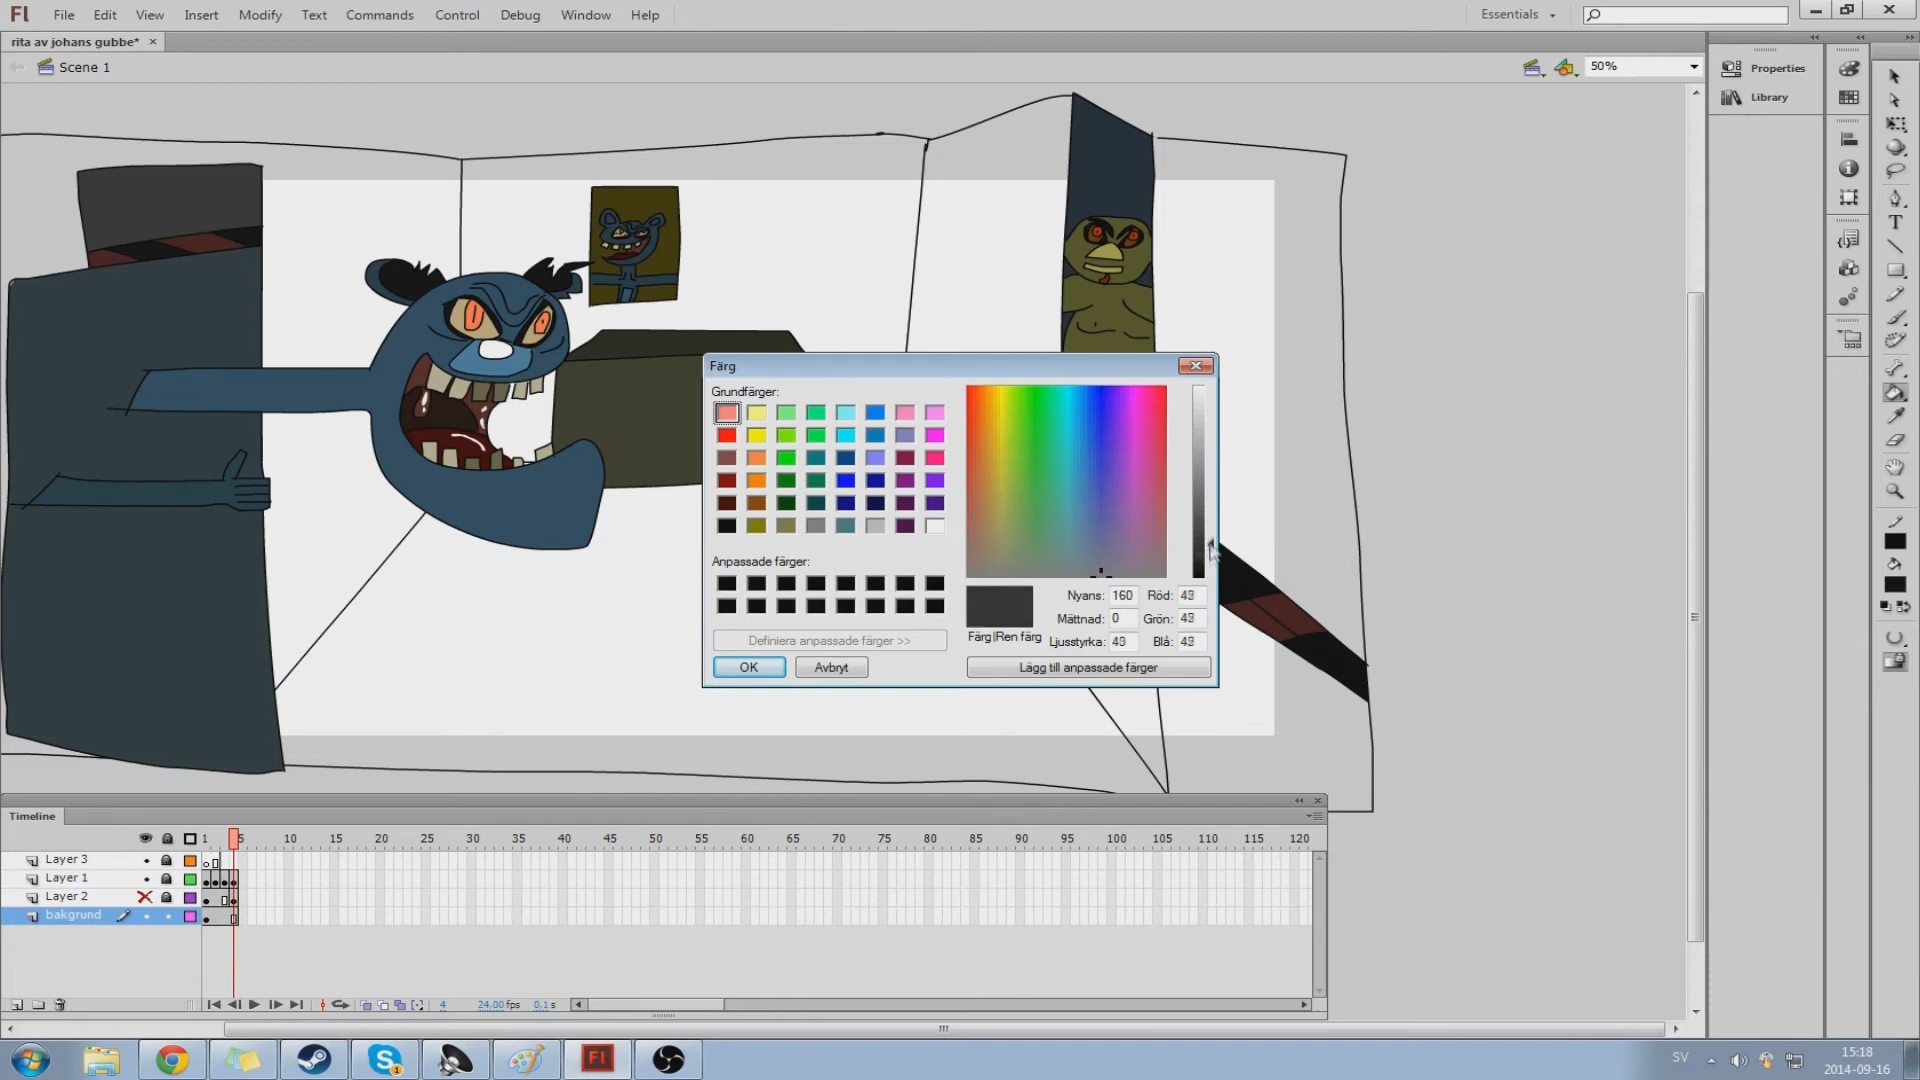 Fl File Edit View Insert Modify Text Commands Control Debug Window Help Essentials
rita av johans gubbe* ×
Scene 1 50%
Properties
Library
Färg
Grundfärger:
Anpassade färger:
Nyans: 160 Röd:
Mättnad: 0 Grön:
Färg|Ren färg Ljusstyrka: Blå:
Definiera anpassade färger >>
OK Avbryt Lägg till anpassade färger
Timeline
1 5 10 15 20 25 30 35 40 45 50 55 60 65 70 75 80 85 90 95 100 105 110 115 120
Layer 3
Layer 1
Layer 2
bakgrund
4 24,00 fps 0,1 s
Fl SV 15:18
2014-09-16